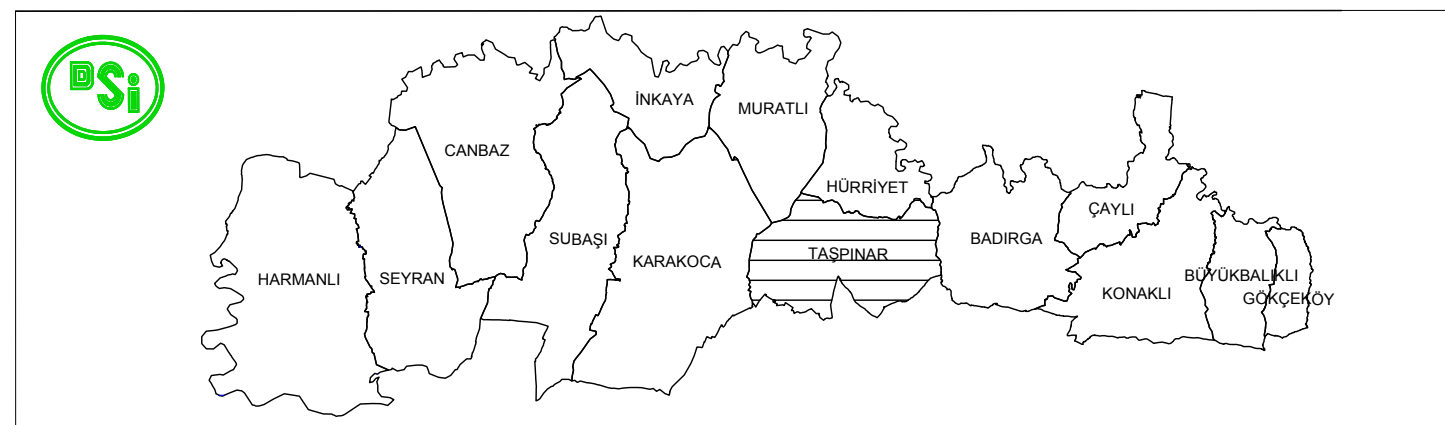 DSi
İNKAYA
MURATLI
CANBAZ
HÜRRİYET
ÇAYLI
SUBAŞI
BADIRGA
TAŞPINAR
KARAKOCA
HARMANLI
SEYRAN
BÜYÜKBALIKLI
KONAKLI
GÖKÇEKÖY